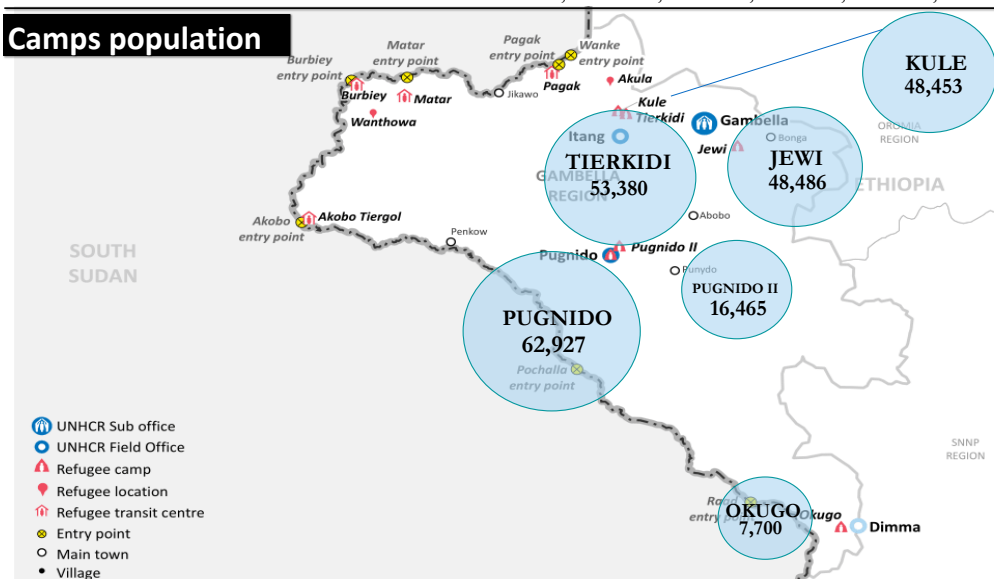 Camps population
Burbiey
entry point
Matar
entry point
Pagak
entry point
Wanke
entry point
KULE
48,453
Burbiey
Matar
Jikawo
Pagak
Akula
Wanthowa
Kule
Tierkidi
Gambella
Itang
Jewi
Bonga
OROMIA
REGION
TIERKIDI
53,380
GAMBELLA
REGION
JEWI
48,486
ETHIOPIA
Akobo
entry point
Akobo Tiergol
Penkow
Abobo
SOUTH
SUDAN
Pugnido
Pugnido II
Punydo
PUGNIDO II
16,465
PUGNIDO
62,927
Pochalla
entry point
UNHCR Sub office
UNHCR Field Office
Refugee camp
Refugee location
Refugee transit centre
Entry point
Main town
Village
SNNP
REGION
Raad
entry point
OKUGO
7,700
Okugo
Dimma